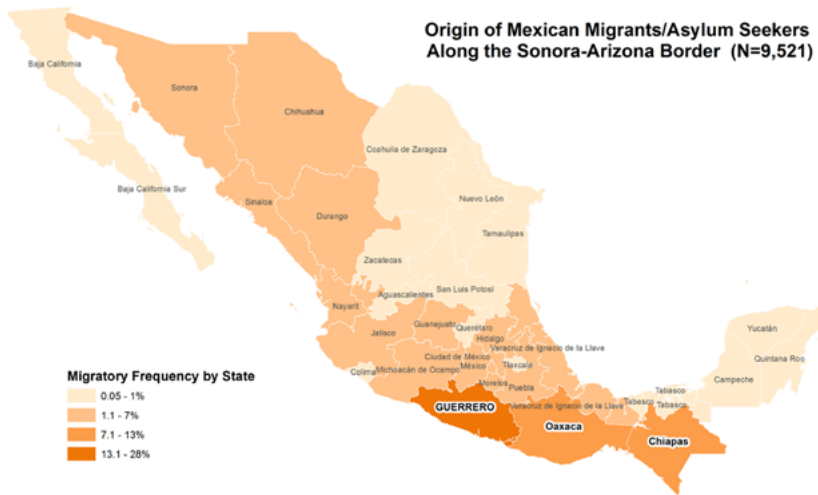 Origin of Mexican Migrants/Asylum Seekers
Along the Sonora-Arizona Border (N=9,521)
Baja California
Sonora
Chihuahua
Coahuila de Zaragoza
Baja California Sur
Nuevo León
Sinaloa
Durango
Tamaulipas
Zacatecas
San Luis Potosí
Aguascalientes
Nayarit
Guanajuato
Querétaro
Jalisco
Hidalgo
Yucatán
Veracruz de Ignacio de la Llave
Ciudad de México
Quintana Roo
México
Tlaxcala
Colima
Michoacán de Ocampo
Migratory Frequency by State
Morelos
Puebla
Campeche
Tabasco
0.05 - 1%
Tabasco
Tabasco
GUERRERO
Veracruz de Ignacio de la Llave
1.1 - 7%
Oaxaca
7.1 - 13%
Chiapas
13.1 - 28%